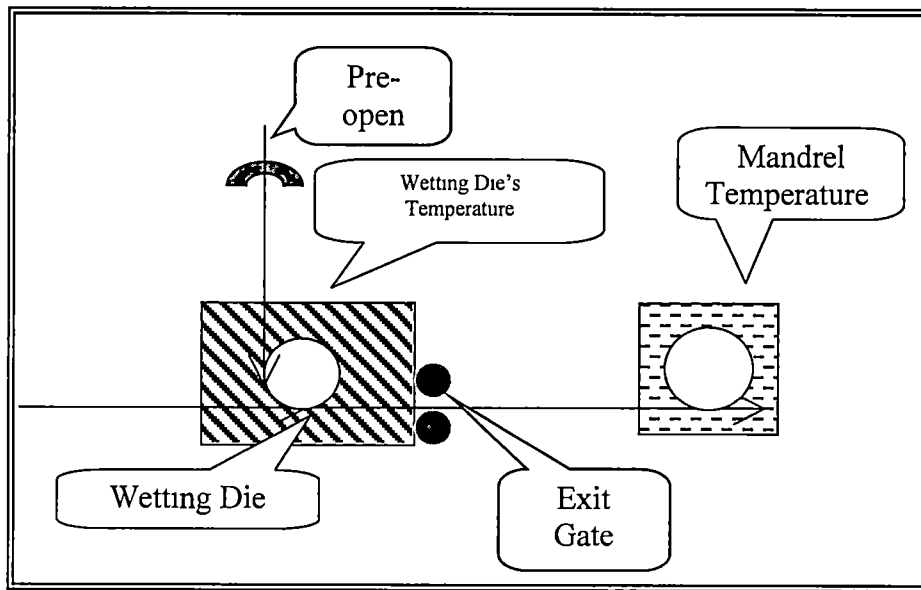 Pre-
open
Wetting Die's
Temperature
Mandrel
Temperature
Wetting Die
Exit
Gate